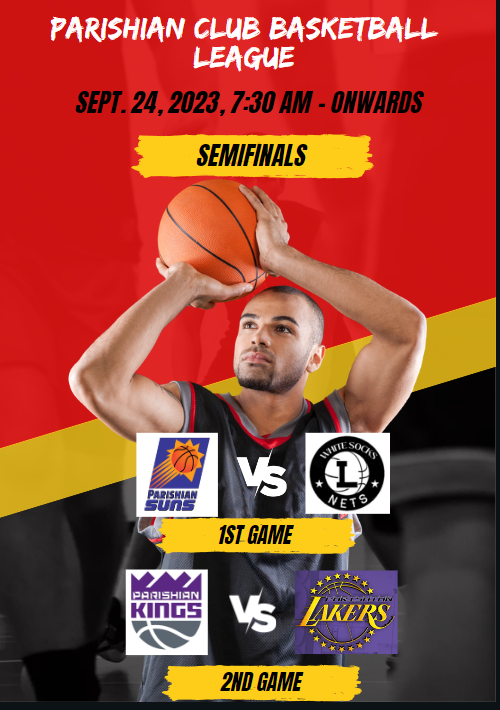 PARISHIAN CLUB BASKETBALL
LEAGUE
SEPT. 24, 2023, 7:30 AM - ONWARDS
SEMIFINALS
PARISHIAN
SUNS
VS
WHITE SOCKS
L
NETS
1ST GAME
PARISHIAN
KINGS
VS
LAKERS
2ND GAME